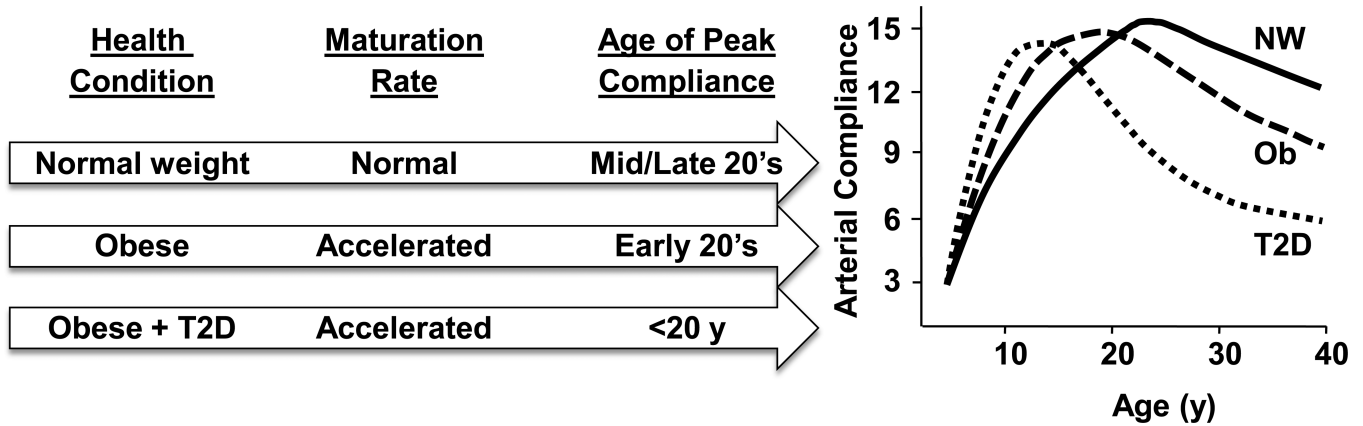 Health
Condition
Maturation
Rate
Age of Peak
Compliance
Normal weight Normal Mid/Late 20's
Obese Accelerated Early 20's
Obese + T2D Accelerated <20 y
Arterial Compliance
15
12
9
6
3
NW
Ob
T2D
10 20 30 40
Age (y)